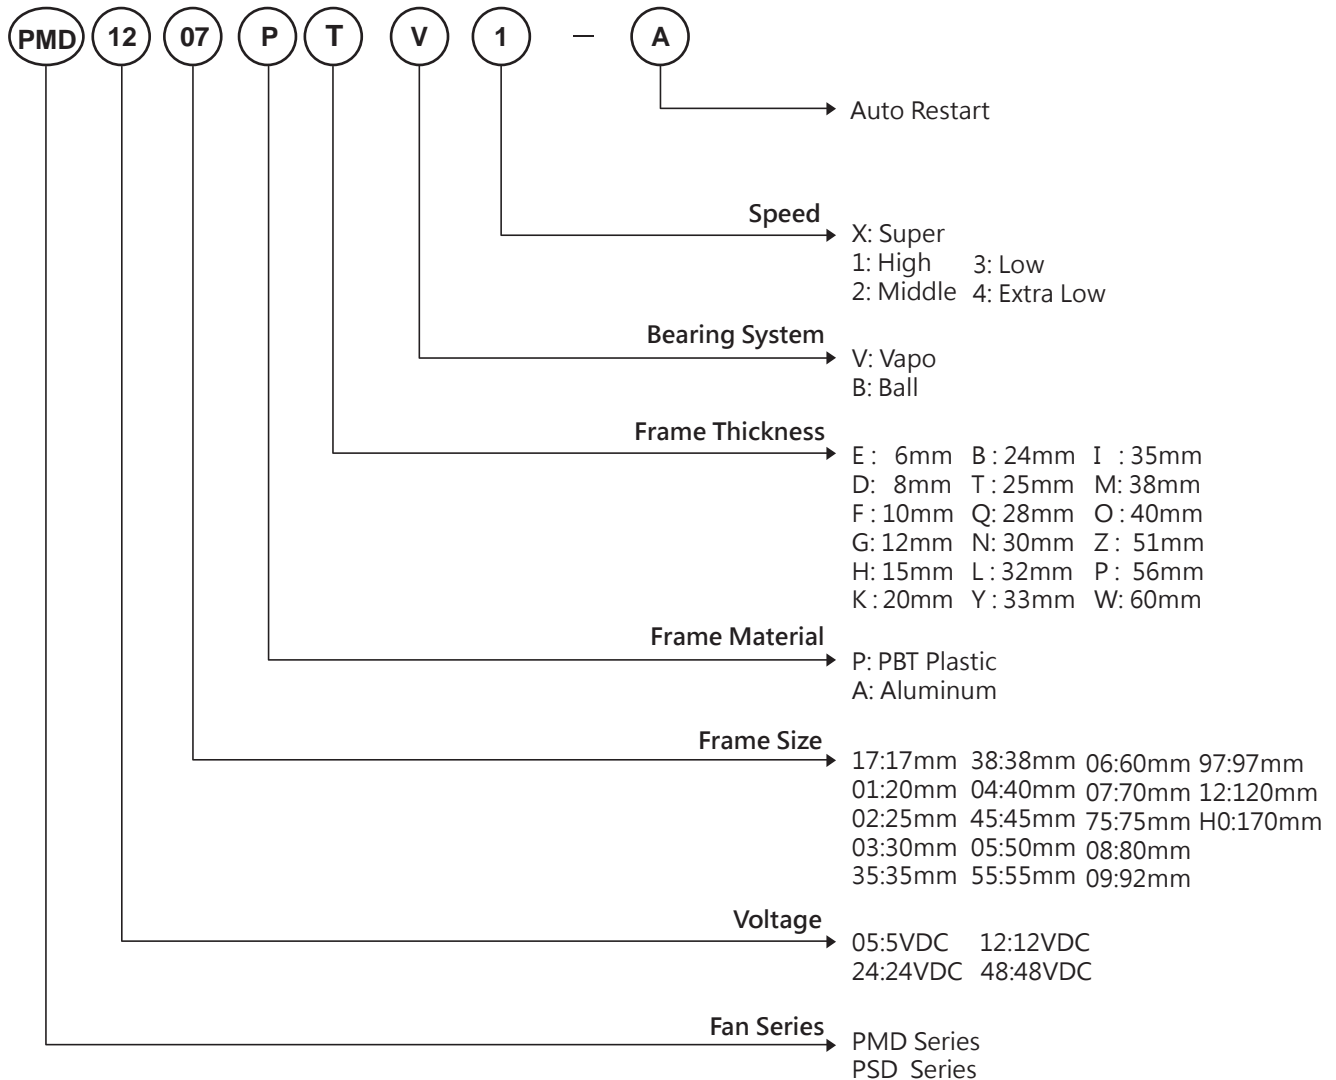 PMD 12 07 P T V 1 – A
Auto Restart
Speed
X: Super
1: High 3: Low
2: Middle 4: Extra Low
Bearing System
V: Vapo
B: Ball
Frame Thickness
E : 6mm B : 24mm I : 35mm
D: 8mm T : 25mm M: 38mm
F : 10mm Q: 28mm O : 40mm
G: 12mm N: 30mm Z : 51mm
H: 15mm L : 32mm P : 56mm
K : 20mm Y : 33mm W: 60mm
Frame Material
P: PBT Plastic
A: Aluminum
Frame Size
17:17mm 38:38mm 06:60mm 97:97mm
01:20mm 04:40mm 07:70mm 12:120mm
02:25mm 45:45mm 75:75mm H0:170mm
03:30mm 05:50mm 08:80mm
35:35mm 55:55mm 09:92mm
Voltage
05:5VDC 12:12VDC
24:24VDC 48:48VDC
Fan Series
PMD Series
PSD Series